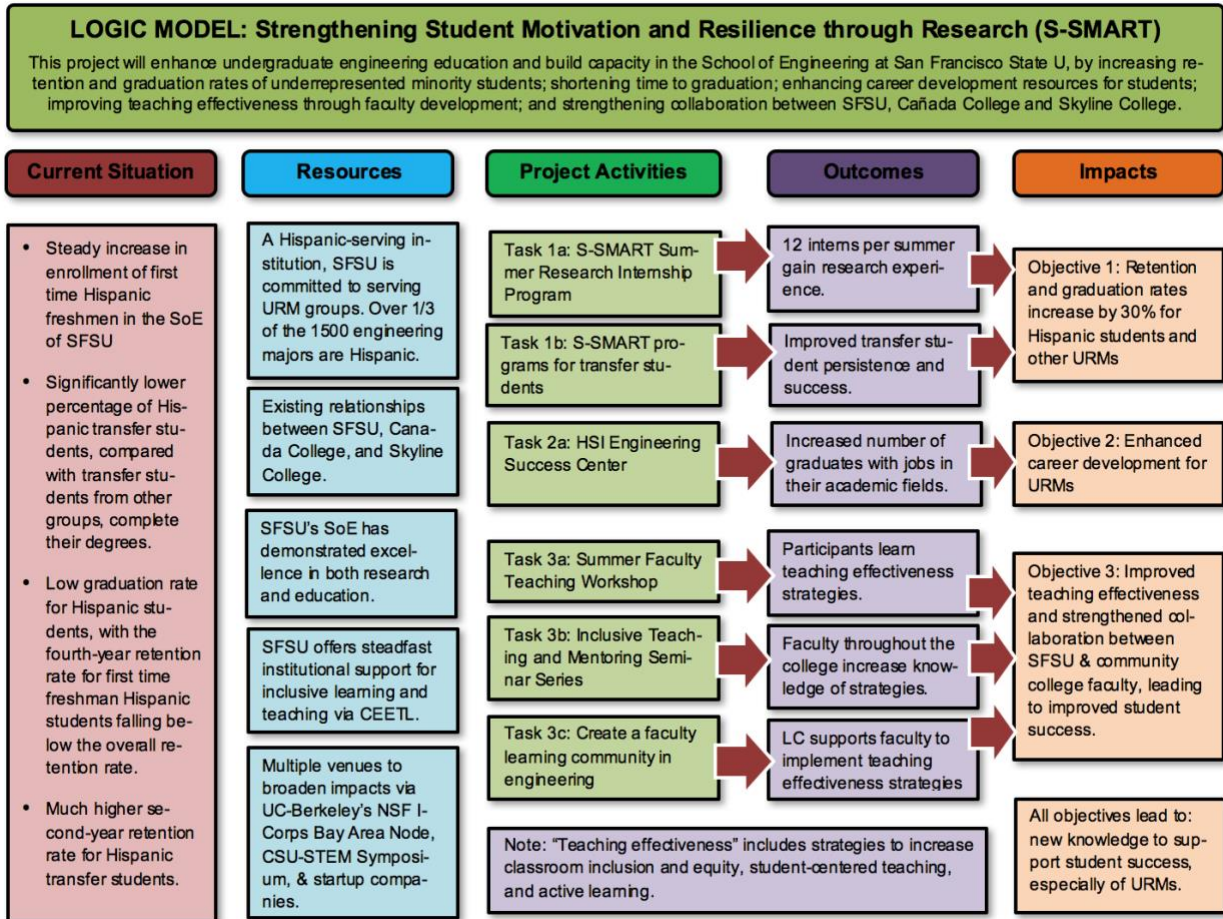 LOGIC MODEL: Strengthening Student Motivation and Resilience through Research (S-SMART)
This project will enhance undergraduate engineering education and build capacity in the School of Engineering at San Francisco State U, by increasing re-
tention and graduation rates of underrepresented minority students; shortening time to graduation; enhancing career development resources for students;
improving teaching effectiveness through faculty development; and strengthening collaboration between SFSU, Cañada College and Skyline College.
Current Situation
• Steady increase in
enrollment of first
time Hispanic
freshmen in the SoE
of SFSU
• Significantly lower
percentage of His-
panic transfer stu-
dents, compared
with transfer stu-
dents from other
groups, complete
their degrees.
• Low graduation rate
for Hispanic stu-
dents, with the
fourth-year retention
rate for first time
freshman Hispanic
students falling be-
low the overall re-
tention rate.
• Much higher sec-
ond-year retention
rate for Hispanic
transfer students.
Resources
A Hispanic-serving in-
stitution, SFSU is
committed to serving
URM groups. Over 1/3
of the 1500 engineering
majors are Hispanic.
Existing relationships
between SFSU, Cana-
da College, and Skyline
College.
SFSU's SoE has
demonstrated excel-
lence in both research
and education.
SFSU offers steadfast
institutional support for
inclusive learning and
teaching via CEETL.
Multiple venues to
broaden impacts via
UC-Berkeley's NSF I-
Corps Bay Area Node,
CSU-STEM Symposi-
um, & startup compa-
nies.
Project Activities
Task 1a: S-SMART Sum-
mer Research Internship
Program
Task 1b: S-SMART pro-
grams for transfer stu-
dents
Task 2a: HSI Engineering
Success Center
Task 3a: Summer Faculty
Teaching Workshop
Task 3b: Inclusive Teach-
ing and Mentoring Semi-
nar Series
Task 3c: Create a faculty
learning community in
engineering
Outcomes
12 interns per summer
gain research experi-
ence.
Improved transfer stu-
dent persistence and
success.
Increased number of
graduates with jobs in
their academic fields.
Participants learn
teaching effectiveness
strategies.
Faculty throughout the
college increase know-
ledge of strategies.
LC supports faculty to
implement teaching
effectiveness strategies
Note: "Teaching effectiveness" includes strategies to increase
classroom inclusion and equity, student-centered teaching,
and active learning.
Impacts
Objective 1: Retention
and graduation rates
increase by 30% for
Hispanic students and
other URMs
Objective 2: Enhanced
career development for
URMs
Objective 3: Improved
teaching effectiveness
and strengthened col-
laboration between
SFSU & community
college faculty, leading
to improved student
success.
All objectives lead to:
new knowledge to sup-
port student success,
especially of URMs.